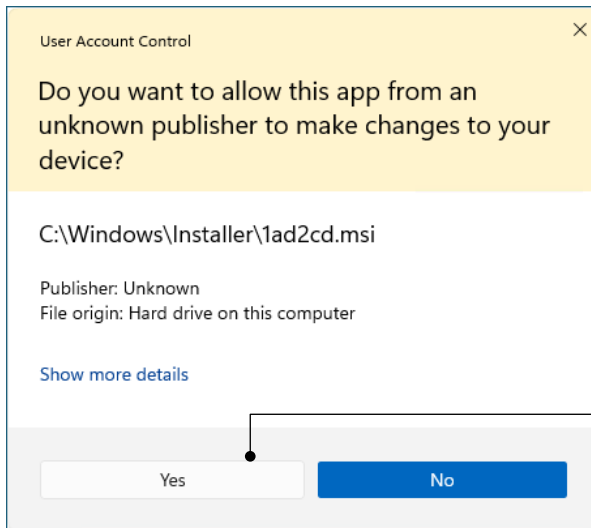 User Account Control
Do you want to allow this app from an
unknown publisher to make changes to your
device?
C:\Windows\Installer\1ad2cd.msi
Publisher: Unknown
File origin: Hard drive on this computer
Show more details
Yes
No